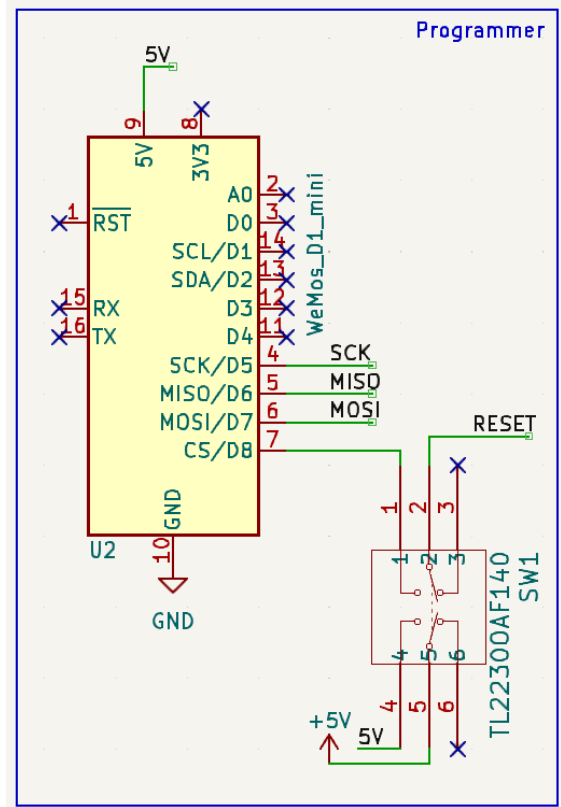 Programmer
5V
9
8
5V
3V3
A0 2
D0 3
1 RST
SCL/D1 14
SDA/D2 13
15 RX
D3 12
16 TX
D4 11
WeMos_D1_mini
SCK/D5 4 SCK
MISO/D6 5 MISO
MOSI/D7 6 MOSI
CS/D8 7
RESET
GND
U2
10
GND
1 2 3
1 2 3
4 5 6
4 5 6
TL22300AF140
SW1
+5V
5V